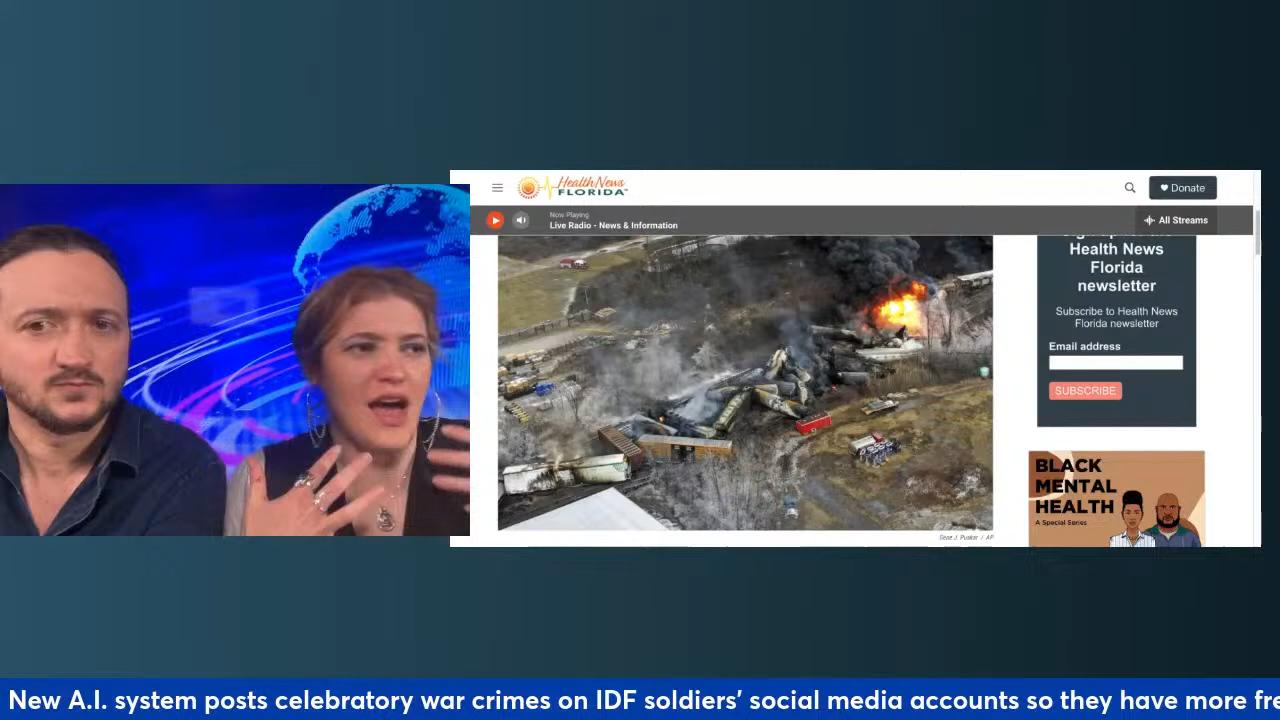 Health News
FLORIDA
Donate
Now Playing
Live Radio - News & Information
All Streams
Health News
Florida
newsletter
Subscribe to Health News
Florida newsletter
Email address
SUBSCRIBE
BLACK
MENTAL
HEALTH
A Special Series
Gene J. Puskar / AP
New A.I. system posts celebratory war crimes on IDF soldiers' social media accounts so they have more fre